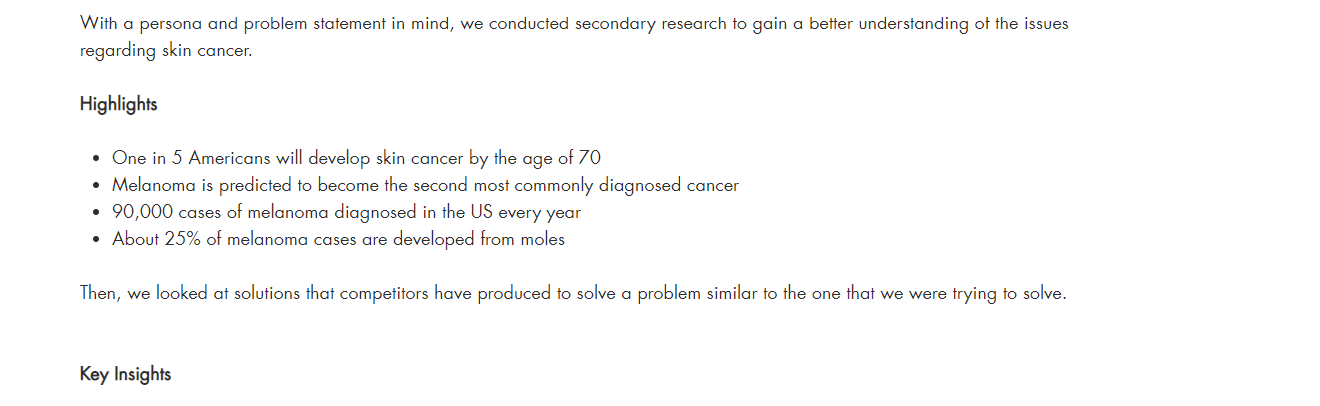 With a persona and problem statement in mind, we conducted secondary research to gain a better understanding of the issues
regarding skin cancer.
Highlights
• One in 5 Americans will develop skin cancer by the age of 70
• Melanoma is predicted to become the second most commonly diagnosed cancer
• 90,000 cases of melanoma diagnosed in the US every year
• About 25% of melanoma cases are developed from moles
Then, we looked at solutions that competitors have produced to solve a problem similar to the one that we were trying to solve.
Key Insights